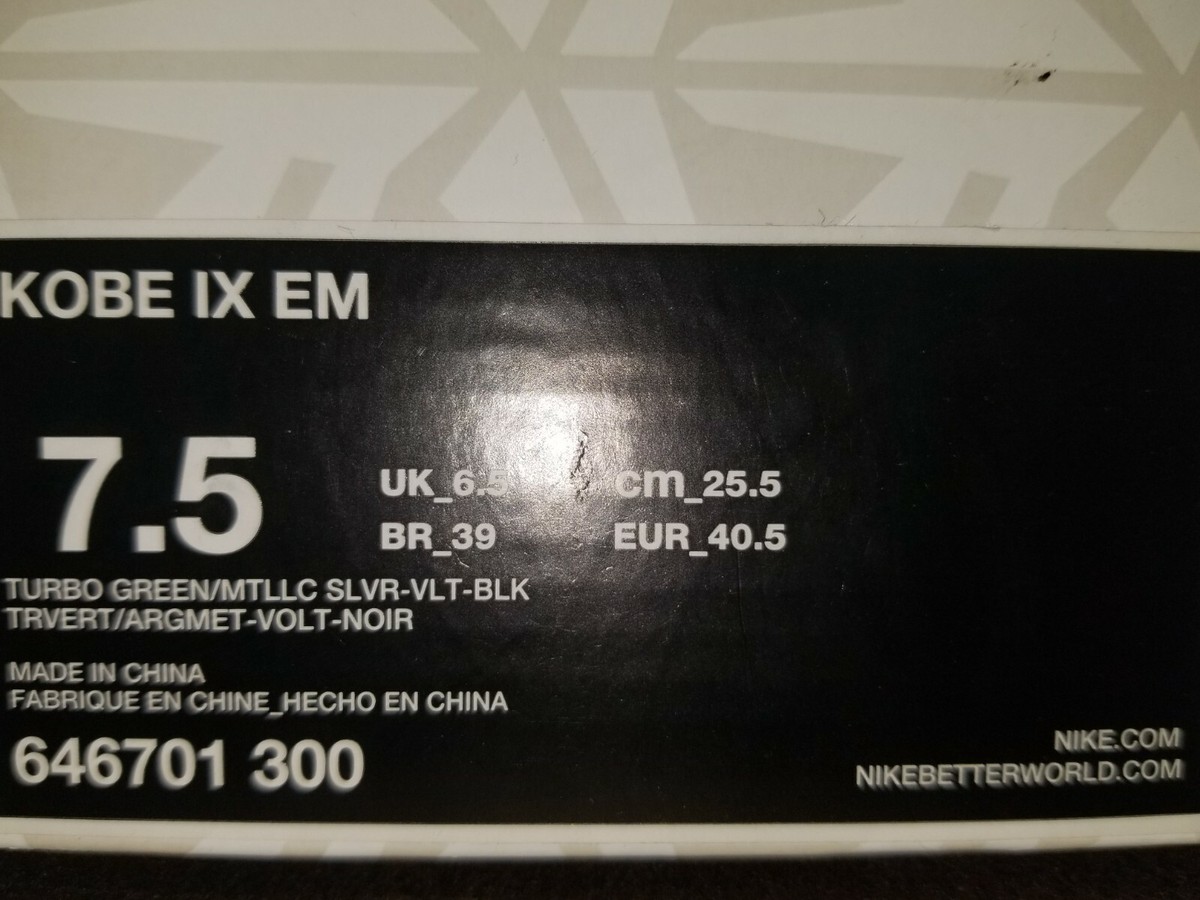 KOBE IX EM
7.5
UK_6.5 cm_25.5
BR_39 EUR_40.5
TURBO GREEN/MTLLC SLVR-VLT-BLK
TRVERT/ARGMET-VOLT-NOIR
MADE IN CHINA
FABRIQUE EN CHINE_HECHO EN CHINA
646701 300
NIKE.COM
NIKEBETTERWORLD.COM